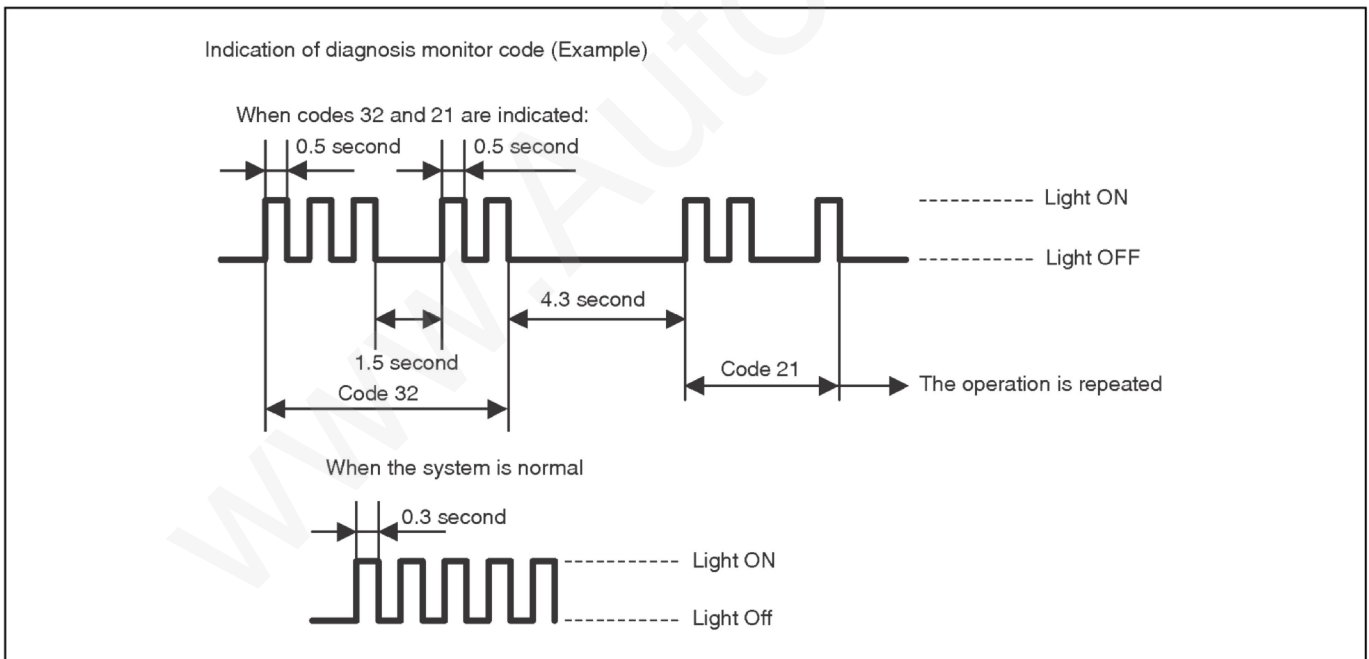 Indication of diagnosis monitor code (Example)
When codes 32 and 21 are indicated:
0.5 second
0.5 second
Light ON
Light OFF
4.3 second
1.5 second
Code 21
The operation is repeated
Code 32
When the system is normal
0.3 second
Light ON
Light Off
www.Auto